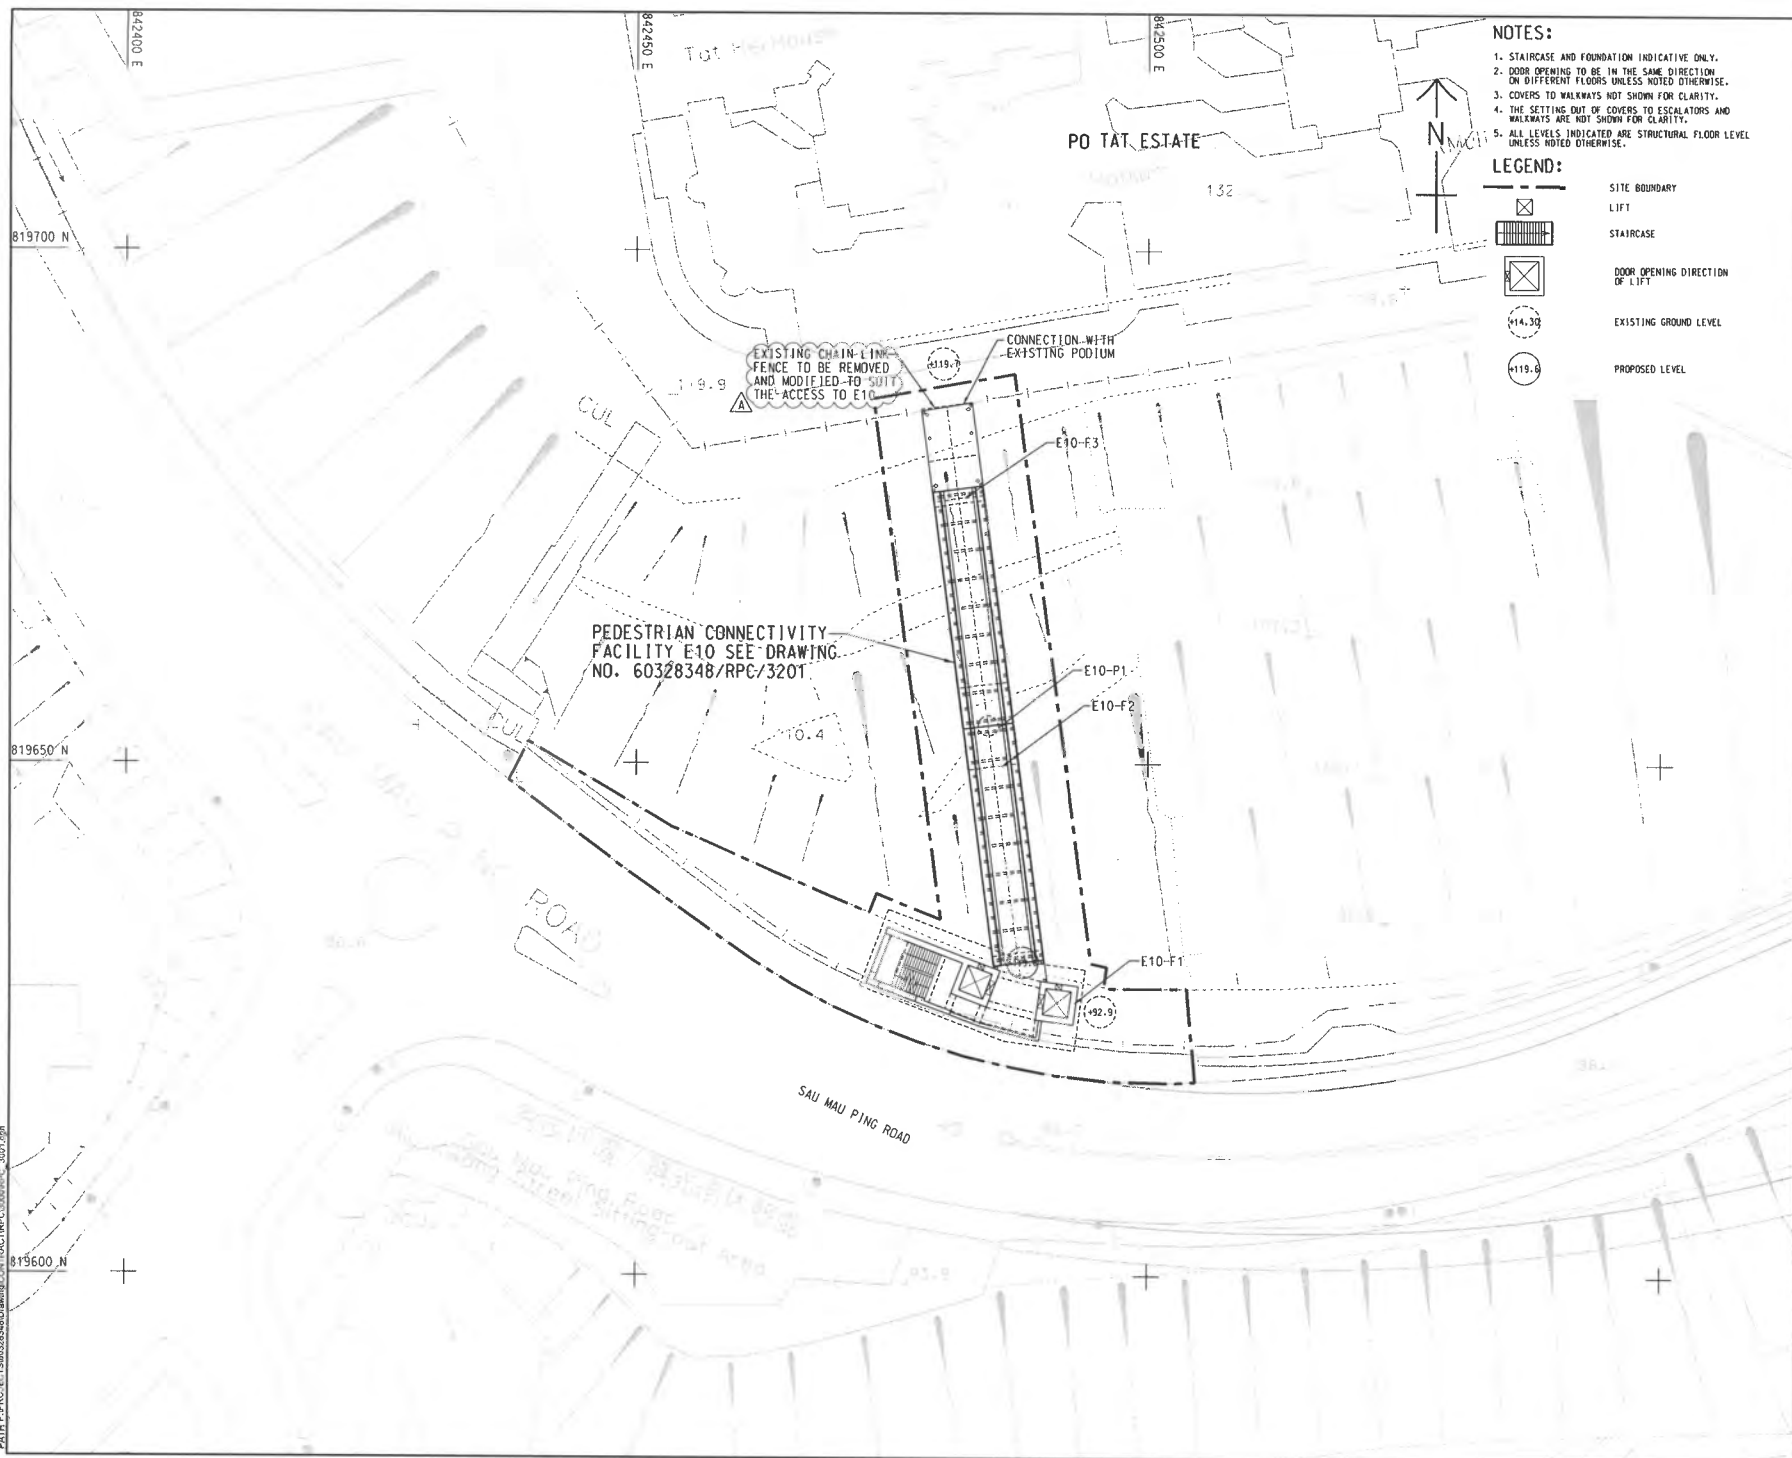 842400 E
842450 E
842500 E
NOTES:
1. STAIRCASE AND FOUNDATION INDICATIVE ONLY.
2. DOOR OPENING TO BE IN THE SAME DIRECTION
ON DIFFERENT FLOORS UNLESS NOTED OTHERWISE.
3. COVERS TO WALKWAYS NOT SHOWN FOR CLARITY.
4. THE SETTING OUT OF COVERS TO ESCALATORS AND
WALKWAYS ARE NOT SHOWN FOR CLARITY.
5. ALL LEVELS INDICATED ARE STRUCTURAL FLOOR LEVEL
UNLESS NOTED OTHERWISE.
N
LEGEND:
SITE BOUNDARY
LIFT
STAIRCASE
DOOR OPENING DIRECTION
OF LIFT
+14.30
EXISTING GROUND LEVEL
+119.6
PROPOSED LEVEL
PO TAT ESTATE
132
819700 N
EXISTING CHAIN-LINK
FENCE TO BE REMOVED
AND MODIFIED TO SUIT
THE ACCESS TO E10
A
119.9
+119.7
CONNECTION WITH
EXISTING PODIUM
CUL
E10-F3
PEDESTRIAN CONNECTIVITY
FACILITY E10 SEE DRAWING
NO. 60328348/RPC/3201
E10-P1
E10-F2
CUL
819650 N
ROAD
E10-F1
+92.9
SAU MAU PING ROAD
Sitting-out Area
819600 N